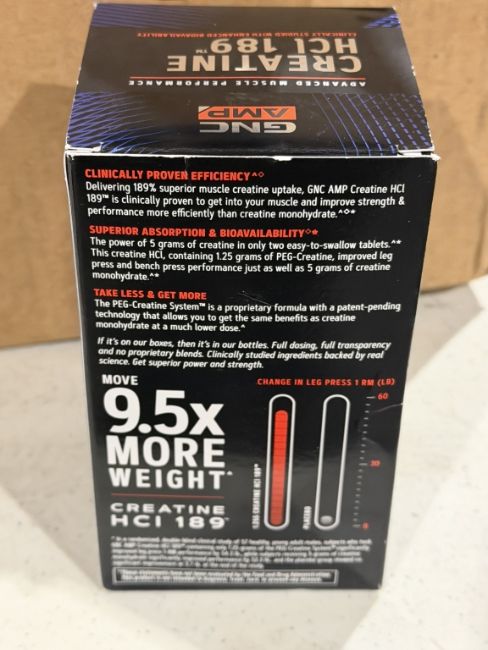 GNC
AMP
ADVANCED MUSCLE PERFORMANCE
CREATINE
HCl 189™
CLINICALLY STUDIED WITH ENHANCED BIOAVAILABILITY
CLINICALLY PROVEN EFFICIENCY^◇
Delivering 189% superior muscle creatine uptake, GNC AMP Creatine HCl
189™ is clinically proven to get into your muscle and improve strength &
performance more efficiently than creatine monohydrate.^◇*
SUPERIOR ABSORPTION & BIOAVAILABILITY◇*
The power of 5 grams of creatine in only two easy-to-swallow tablets.^*
This creatine HCl, containing 1.25 grams of PEG-Creatine, improved leg
press and bench press performance just as well as 5 grams of creatine
monohydrate.^*
TAKE LESS & GET MORE
The PEG-Creatine System™ is a proprietary formula with a patent-pending
technology that allows you to get the same benefits as creatine
monohydrate at a much lower dose.^
If it's on our boxes, then it's in our bottles. Full dosing, full transparency
and no proprietary blends. Clinically studied ingredients backed by real
science. Get superior power and strength.
MOVE
9.5x
MORE
WEIGHT^
CREATINE
HCl 189™
CHANGE IN LEG PRESS 1 RM (LB)
60
30
0
CREATINE HCl 189™
PLACEBO